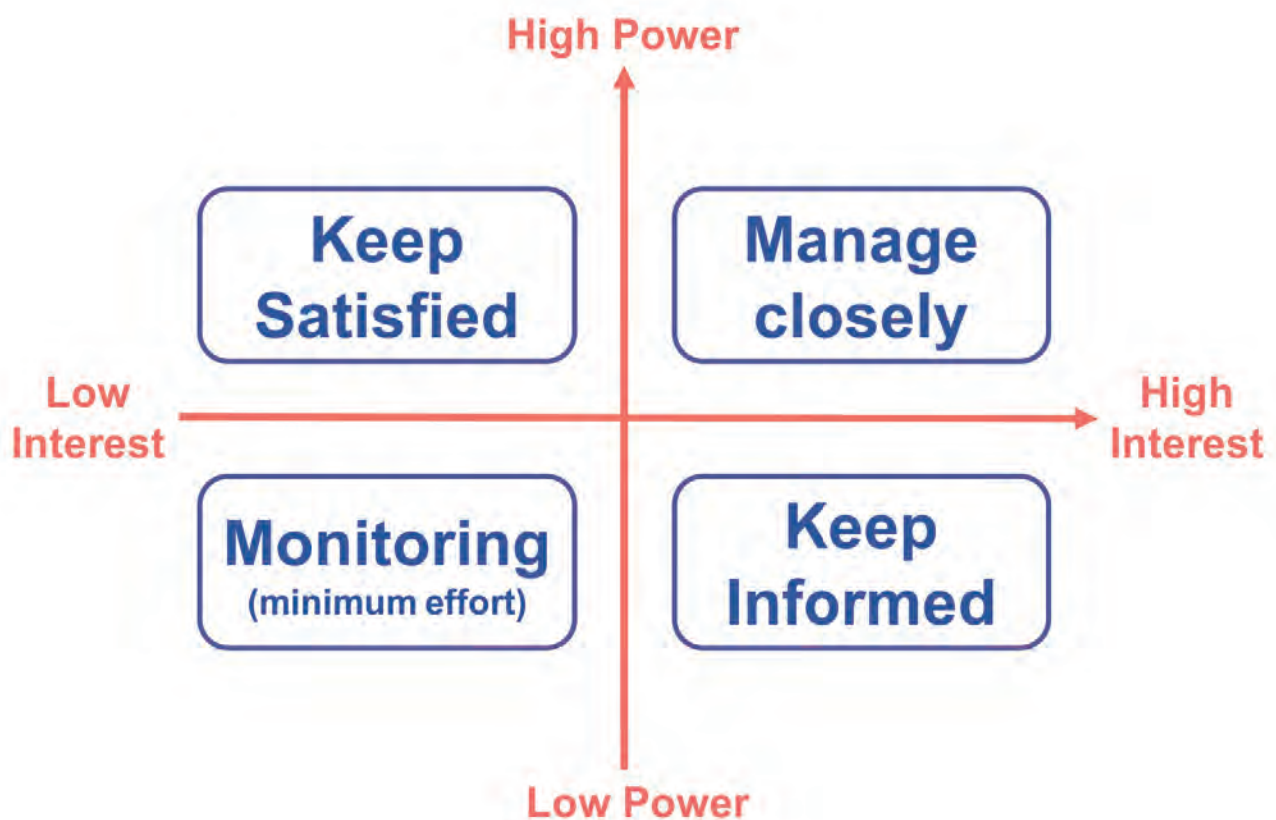 High Power
Keep
Satisfied
Manage
closely
Low
Interest
High
Interest
Monitoring
(minimum effort)
Keep
Informed
Low Power